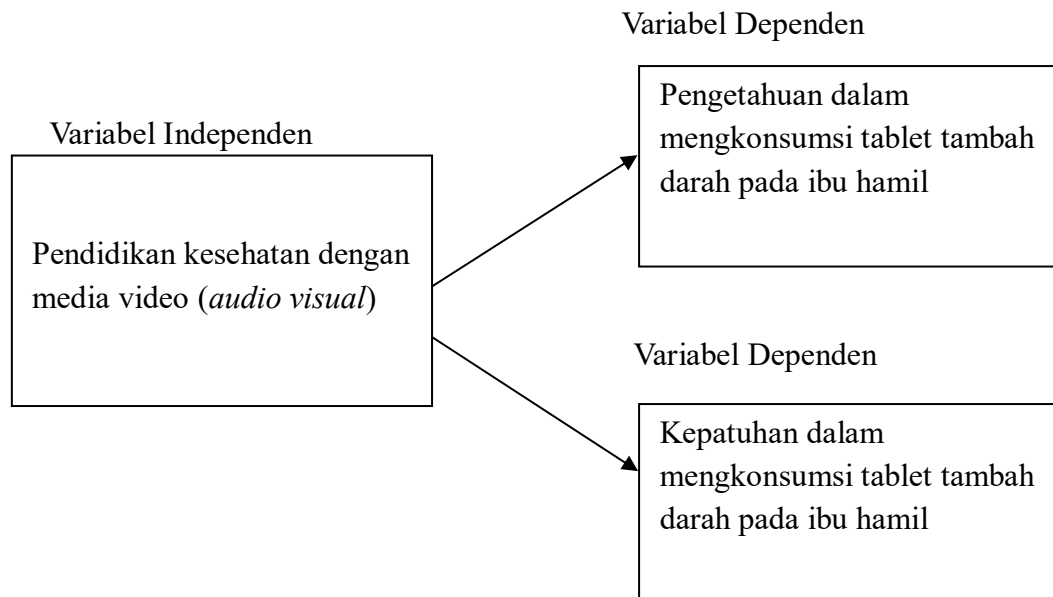 Variabel Dependen
Pengetahuan dalam
mengkonsumsi tablet tambah
darah pada ibu hamil
Variabel Independen
Pendidikan kesehatan dengan
media video (audio visual)
Variabel Dependen
Kepatuhan dalam
mengkonsumsi tablet tambah
darah pada ibu hamil